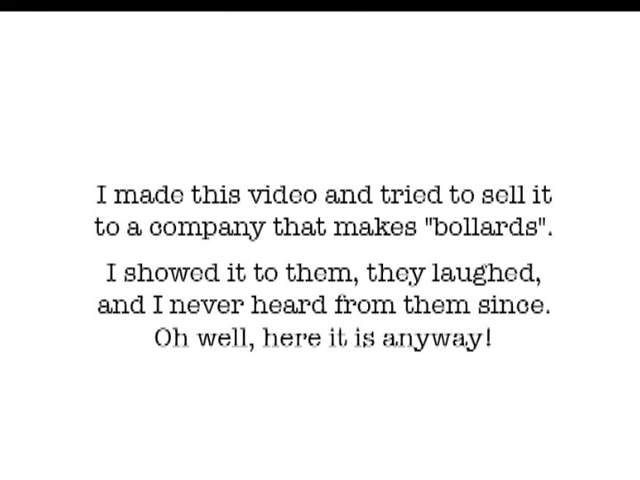 I made this video and tried to sell it
to a company that makes "bollards".
I showed it to them, they laughed,
and I never heard from them since.
Oh well, here it is anyway!